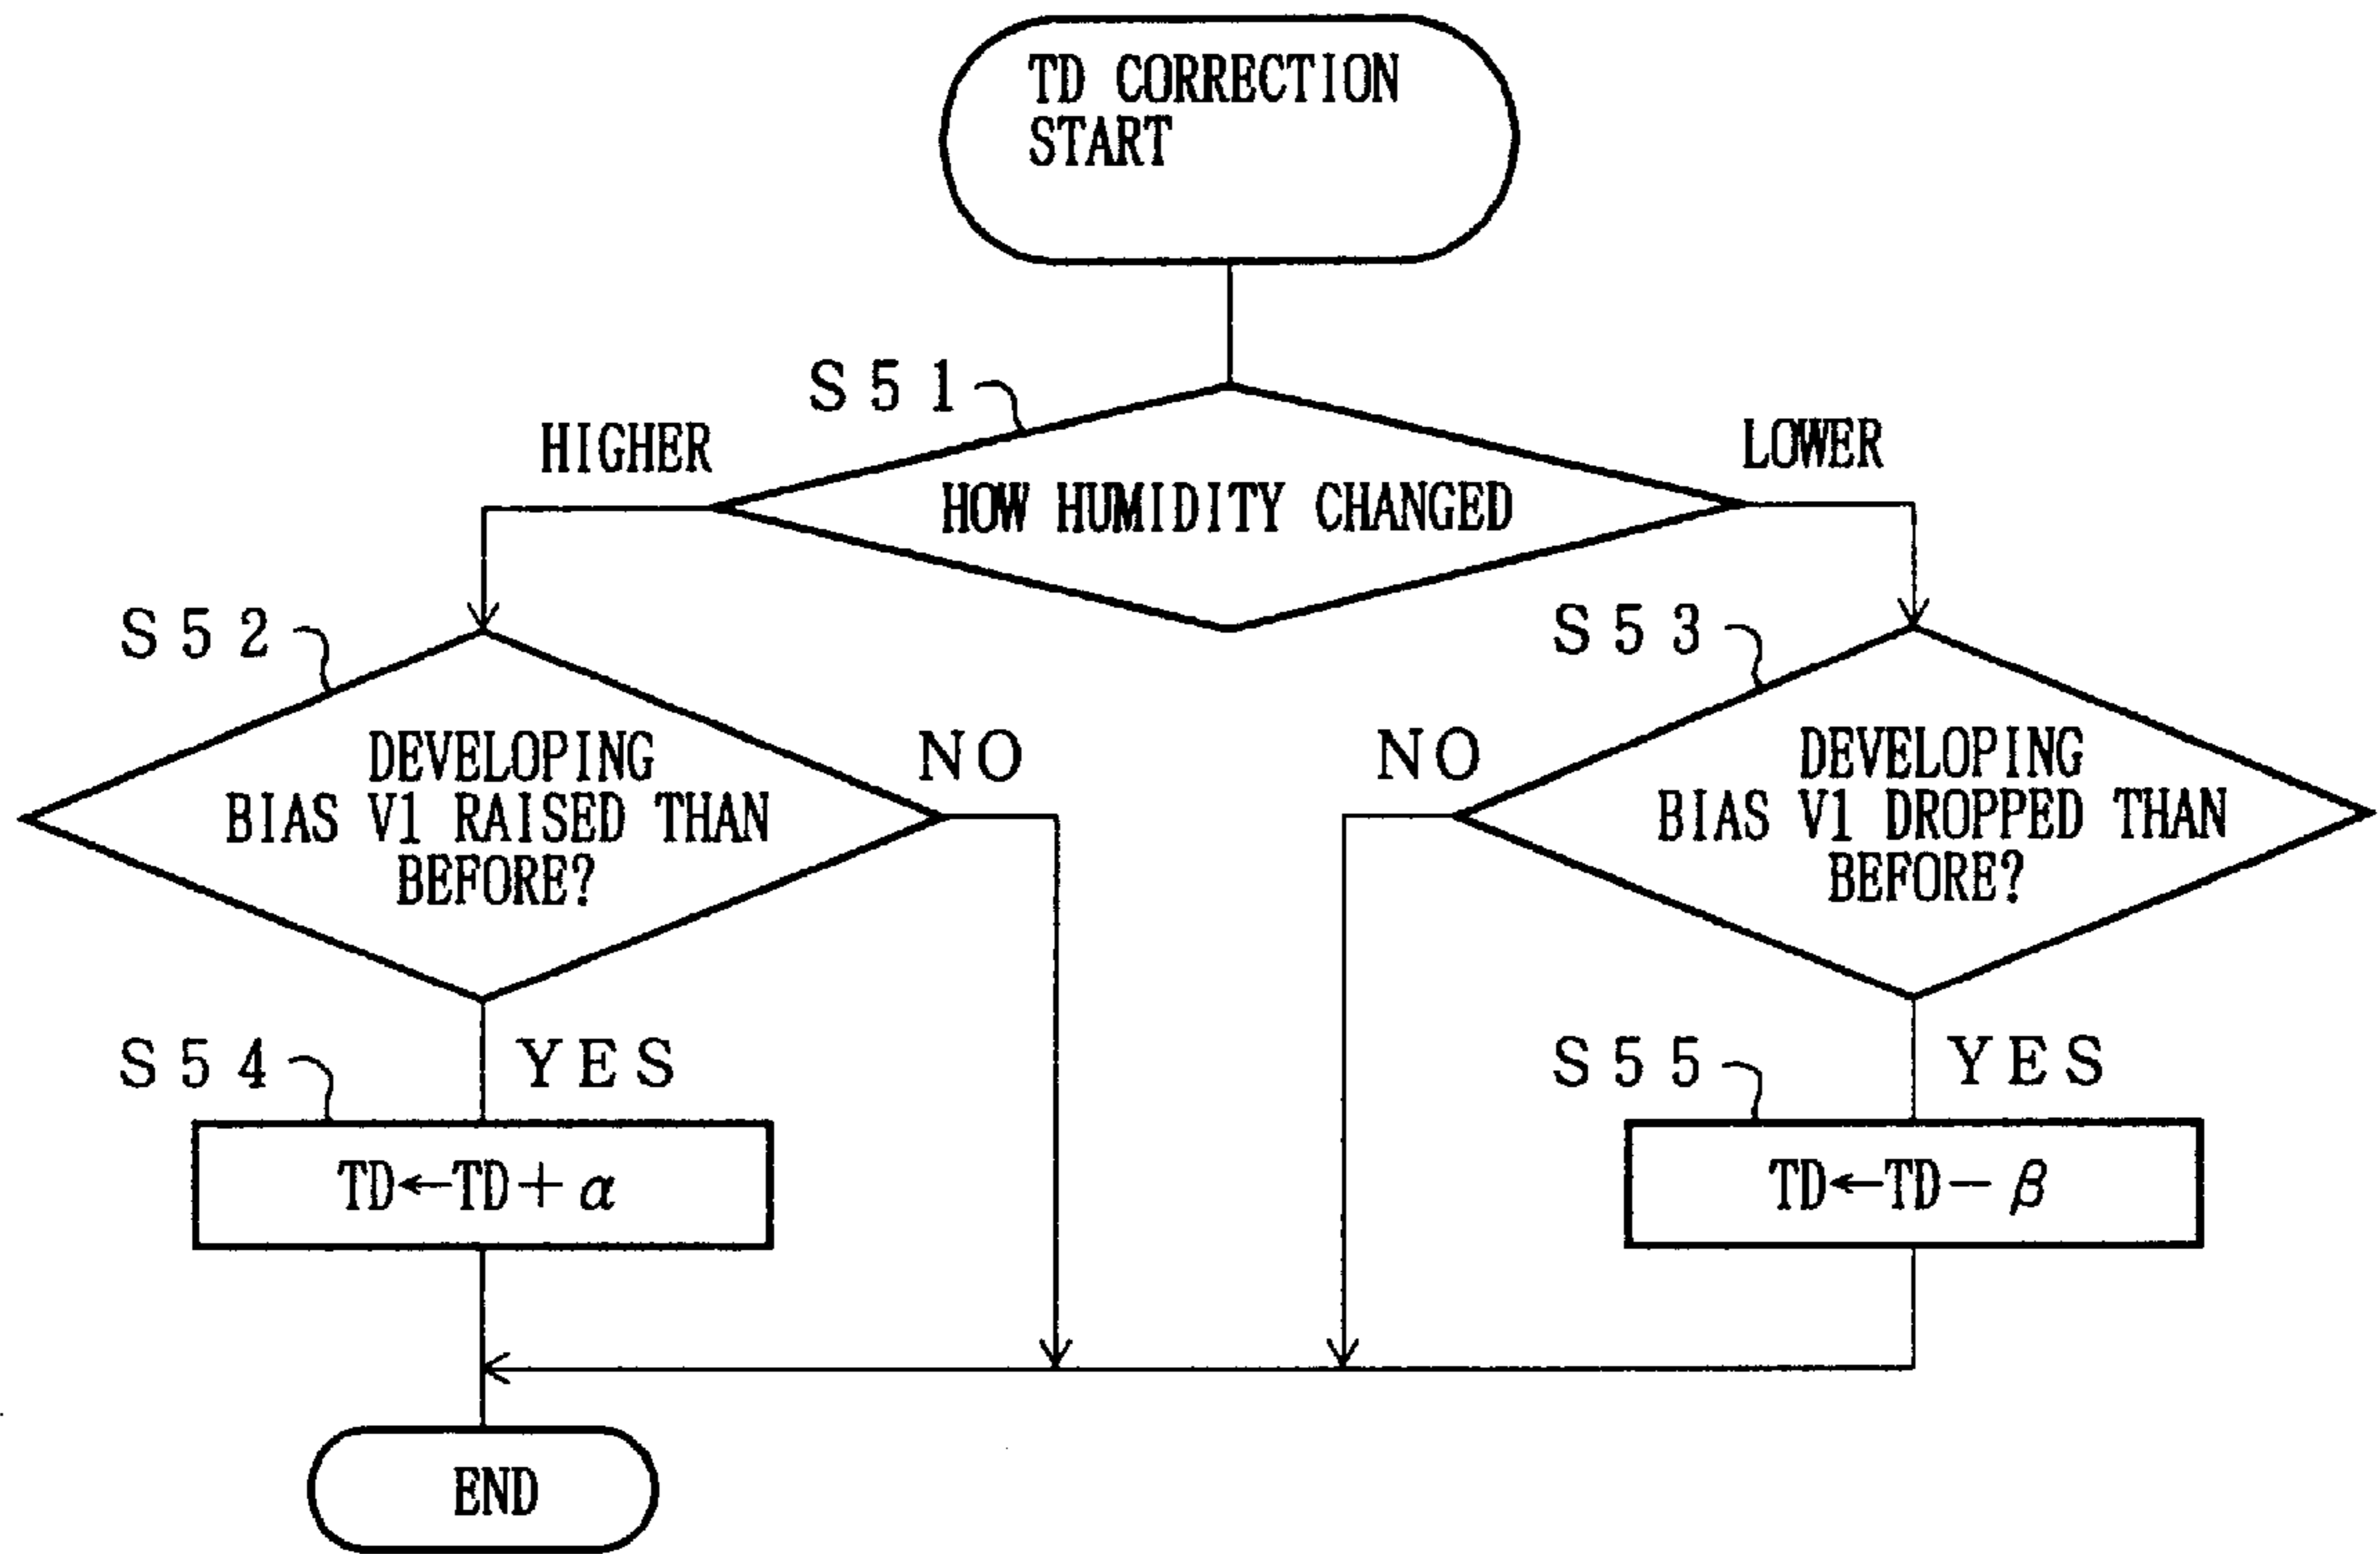 TD CORRECTION
START
S51
HIGHER
LOWER
HOW HUMIDITY CHANGED
S52
S53
DEVELOPING
BIAS V1 RAISED THAN
BEFORE?
NO
NO
DEVELOPING
BIAS V1 DROPPED THAN
BEFORE?
S54
YES
S55
YES
TD←TD+α
TD←TD-β
END